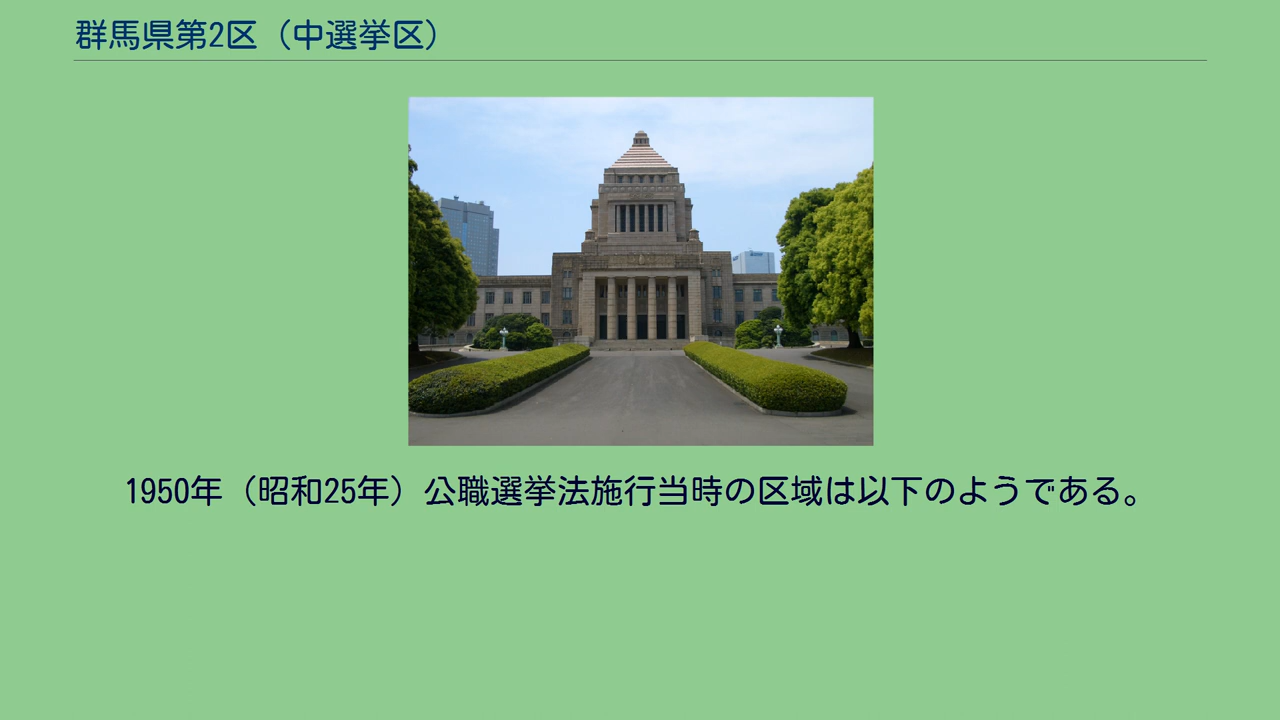 群馬県第2区（中選挙区）
1950年（昭和25年）公職選挙法施行当時の区域は以下のようである。